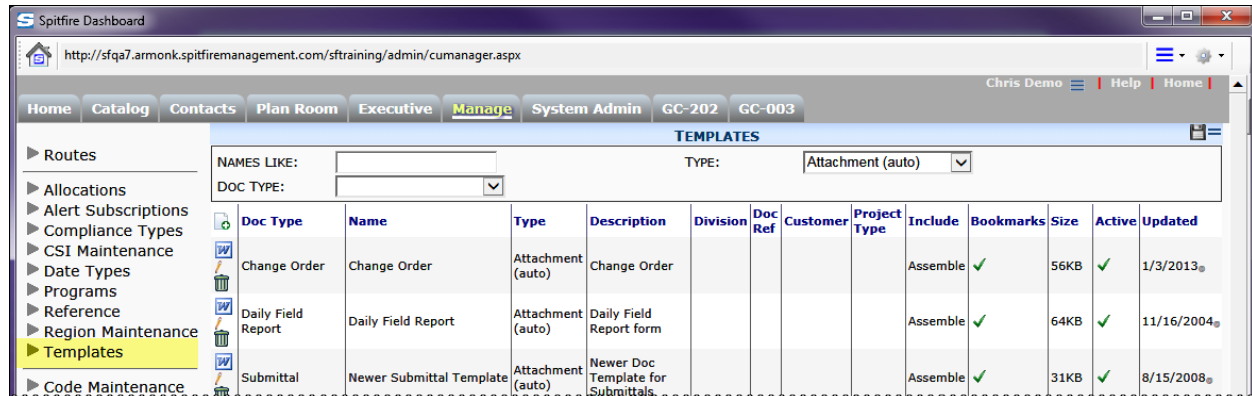 Spitfire Dashboard
http://sfqa7.armonk.spitfiremanagement.com/sftraining/admin/cumanager.aspx
Chris Demo | Help | Home |
Home Catalog Contacts Plan Room Executive Manage System Admin GC-202 GC-003
TEMPLATES
Routes
Allocations
Alert Subscriptions
Compliance Types
CSI Maintenance
Date Types
Programs
Reference
Region Maintenance
Templates
Code Maintenance
NAMES LIKE: TYPE: Attachment (auto)
DOC TYPE:
Doc Type Name Type Description Division Doc Ref Customer Project Type Include Bookmarks Size Active Updated
Change Order Change Order Attachment (auto) Change Order Assemble 56KB 1/3/2013
Daily Field Report Daily Field Report Attachment (auto) Daily Field Report form Assemble 64KB 11/16/2004
Submittal Newer Submittal Template Attachment (auto) Newer Doc Template for Submittals. Assemble 31KB 8/15/2008